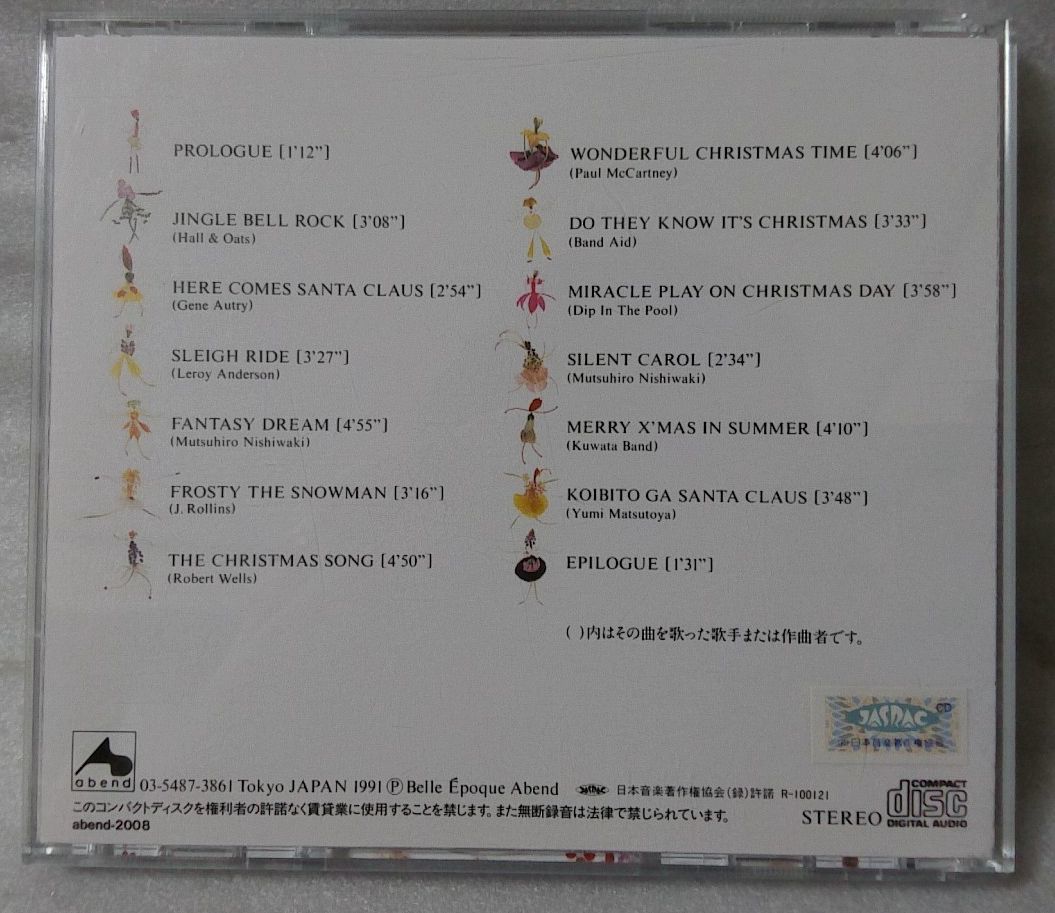 PROLOGUE [1'12”]
JINGLE BELL ROCK [3'08”]
(Hall & Oats)
HERE COMES SANTA CLAUS [2'54”]
(Gene Autry)
SLEIGH RIDE [3'27”]
(Leroy Anderson)
FANTASY DREAM [4'55”]
(Mutsuhiro Nishiwaki)
FROSTY THE SNOWMAN [3'16”]
(J. Rollins)
THE CHRISTMAS SONG [4'50”]
(Robert Wells)
WONDERFUL CHRISTMAS TIME [4'06”]
(Paul McCartney)
DO THEY KNOW IT'S CHRISTMAS [3'33”]
(Band Aid)
MIRACLE PLAY ON CHRISTMAS DAY [3'58”]
(Dip In The Pool)
SILENT CAROL [2'34”]
(Mutsuhiro Nishiwaki)
MERRY X'MAS IN SUMMER [4'10”]
(Kuwata Band)
KOIBITO GA SANTA CLAUS [3'48”]
(Yumi Matsutoya)
EPILOGUE [1'31”]
( )内はその曲を歌った歌手または作曲者です。
JASRAC CD
abend
03-5487-3861 Tokyo JAPAN 1991 Ⓟ Belle Époque Abend JASRAC 日本音楽著作権協会(録)許諾 R-100121
このコンパクトディスクを権利者の許諾なく賃貸業に使用することを禁じます。また無断録音は法律で禁じられています。
abend-2008
STEREO
COMPACT
disc
DIGITAL AUDIO